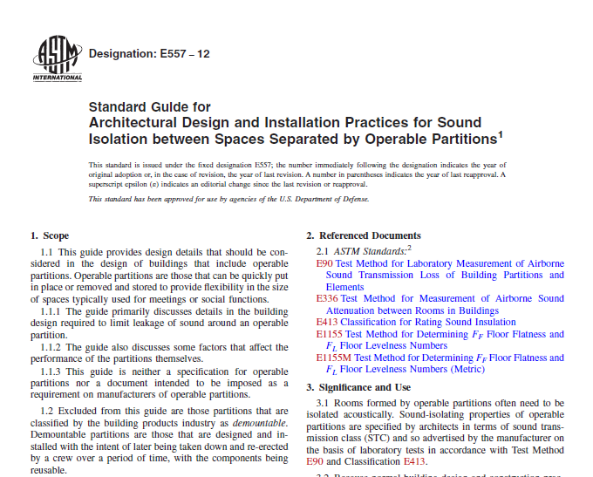 ASTM
INTERNATIONAL
Designation: E557 – 12
Standard Guide for
Architectural Design and Installation Practices for Sound
Isolation between Spaces Separated by Operable Partitions1
This standard is issued under the fixed designation E557; the number immediately following the designation indicates the year of
original adoption or, in the case of revision, the year of last revision. A number in parentheses indicates the year of last reapproval. A
superscript epsilon (ε) indicates an editorial change since the last revision or reapproval.
This standard has been approved for use by agencies of the U.S. Department of Defense.
1. Scope
1.1 This guide provides design details that should be con-
sidered in the design of buildings that include operable
partitions. Operable partitions are those that can be quickly put
in place or removed and stored to provide flexibility in the size
of spaces typically used for meetings or social functions.
1.1.1 The guide primarily discusses details in the building
design required to limit leakage of sound around an operable
partition.
1.1.2 The guide also discusses some factors that affect the
performance of the partitions themselves.
1.1.3 This guide is neither a specification for operable
partitions nor a document intended to be imposed as a
requirement on manufacturers of operable partitions.
1.2 Excluded from this guide are those partitions that are
classified by the building products industry as demountable.
Demountable partitions are those that are designed and in-
stalled with the intent of later being taken down and re-erected
by a crew over a period of time, with the components being
reusable.
2. Referenced Documents
2.1 ASTM Standards:2
E90 Test Method for Laboratory Measurement of Airborne
Sound Transmission Loss of Building Partitions and
Elements
E336 Test Method for Measurement of Airborne Sound
Attenuation between Rooms in Buildings
E413 Classification for Rating Sound Insulation
E1155 Test Method for Determining FF Floor Flatness and
FL Floor Levelness Numbers
E1155M Test Method for Determining FF Floor Flatness and
FL Floor Levelness Numbers (Metric)
3. Significance and Use
3.1 Rooms formed by operable partitions often need to be
isolated acoustically. Sound-isolating properties of operable
partitions are specified by architects in terms of sound trans-
mission class (STC) and so advertised by the manufacturer on
the basis of laboratory tests in accordance with Test Method
E90 and Classification E413.